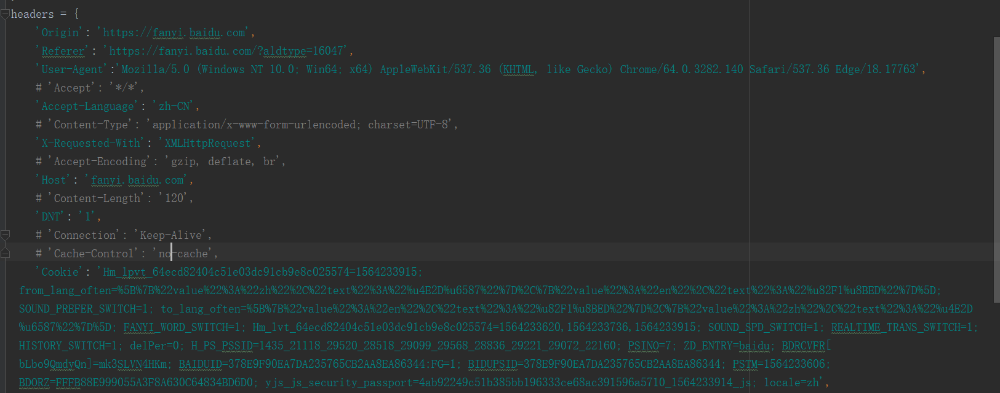 headers = {
'Origin': 'https://fanyi.baidu.com',
'Referer': 'https://fanyi.baidu.com/?aldtype=16047',
'User-Agent':'Mozilla/5.0 (Windows NT 10.0; Win64; x64) AppleWebKit/537.36 (KHTML, like Gecko) Chrome/64.0.3282.140 Safari/537.36 Edge/18.17763',
# 'Accept': '*/*',
'Accept-Language': 'zh-CN',
# 'Content-Type': 'application/x-www-form-urlencoded; charset=UTF-8',
'X-Requested-With': 'XMLHttpRequest',
# 'Accept-Encoding': 'gzip, deflate, br',
'Host': 'fanyi.baidu.com',
# 'Content-Length': '120',
'DNT': '1',
# 'Connection': 'Keep-Alive',
# 'Cache-Control': 'no-cache',
'Cookie': 'Hm_lpvt_64ecd82404c51e03dc91cb9e8c025574=1564233915;
from_lang_often=%5B%7B%22value%22%3A%22zh%22%2C%22text%22%3A%22%u4E2D%u6587%22%7D%2C%7B%22value%22%3A%22en%22%2C%22text%22%3A%22%u82F1%u8BED%22%7D%5D;
SOUND_PREFER_SWITCH=1; to_lang_often=%5B%7B%22value%22%3A%22en%22%2C%22text%22%3A%22%u82F1%u8BED%22%7D%2C%7B%22value%22%3A%22zh%22%2C%22text%22%3A%22%u4E2D
%u6587%22%7D%5D; FANYI_WORD_SWITCH=1; Hm_lvt_64ecd82404c51e03dc91cb9e8c025574=1564233620,1564233736,1564233915; SOUND_SPD_SWITCH=1; REALTIME_TRANS_SWITCH=1;
HISTORY_SWITCH=1; delPer=0; H_PS_PSSID=1435_21118_29520_28518_29099_29568_28836_29221_29072_22160; PSINO=7; ZD_ENTRY=baidu; BDRCVFR[
bLbo9QmdyQn]=mk3SLVN4HKm; BAIDUID=378E9F90EA7DA235765CB2AA8EA86344:FG=1; BIDUPSID=378E9F90EA7DA235765CB2AA8EA86344; PSTM=1564233606;
BDORZ=FFFB88E999055A3F8A630C64834BD6D0; yjs_js_security_passport=4ab92249c51b385bb196333ce68ac391596a5710_1564233914_js; locale=zh',